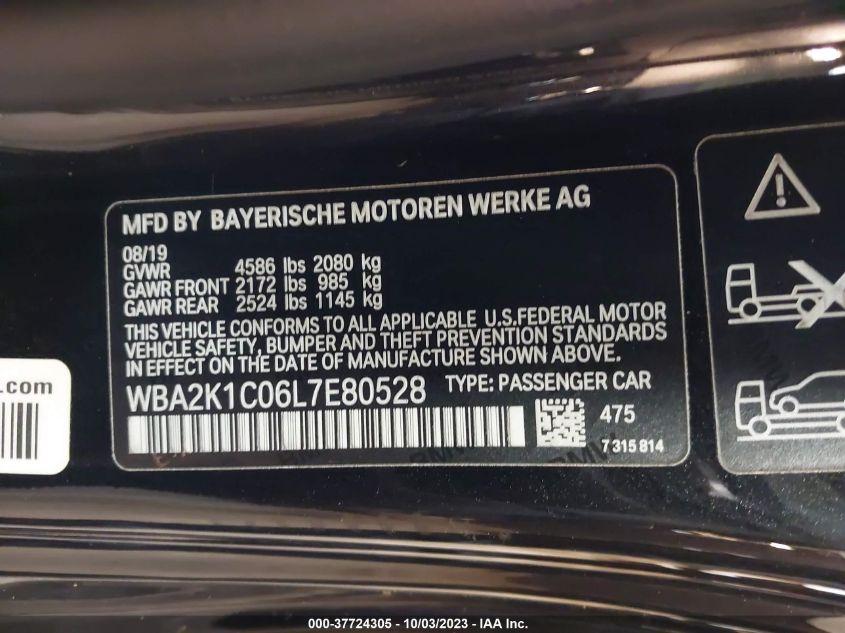 MFD BY BAYERISCHE MOTOREN WERKE AG
08/19
GVWR 4586 lbs 2080 kg
GAWR FRONT 2172 lbs 985 kg
GAWR REAR 2524 lbs 1145 kg
THIS VEHICLE CONFORMS TO ALL APPLICABLE U.S.FEDERAL MOTOR
VEHICLE SAFETY, BUMPER AND THEFT PREVENTION STANDARDS
IN EFFECT ON THE DATE OF MANUFACTURE SHOWN ABOVE.
WBA2K1C06L7E80528 TYPE: PASSENGER CAR
475
7 315 814
.com
000-37724305 - 10/03/2023 - © IAA, Inc.